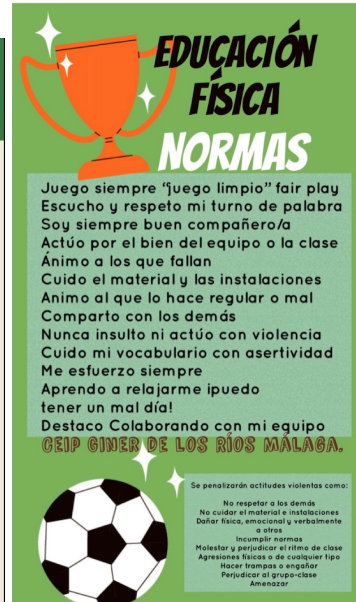 EDUCACIÓN
FÍSICA
NORMAS
Juego siempre "juego limpio" fair play
Escucho y respeto mi turno de palabra
Soy siempre buen compañero/a
Actúo por el bien del equipo o la clase
Ánimo a los que fallan
Cuido el material y las instalaciones
Animo al que lo hace regular o mal
Comparto con los demás
Nunca insulto ni actúo con violencia
Cuido mi vocabulario con asertividad
Me esfuerzo siempre
Aprendo a relajarme ¡puedo
tener un mal día!
Destaco Colaborando con mi equipo
CEIP GINER DE LOS RÍOS MÁLAGA.
Se penalizarán actitudes violentas como:
No respetar a los demás
No cuidar el material e instalaciones
Dañar física, emocional y verbalmente
a otros
Incumplir normas
Molestar y perjudicar el ritmo de clase
Agresiones físicas o de cualquier tipo
Hacer trampas o engañar
Perjudicar al grupo-clase
Amenazar